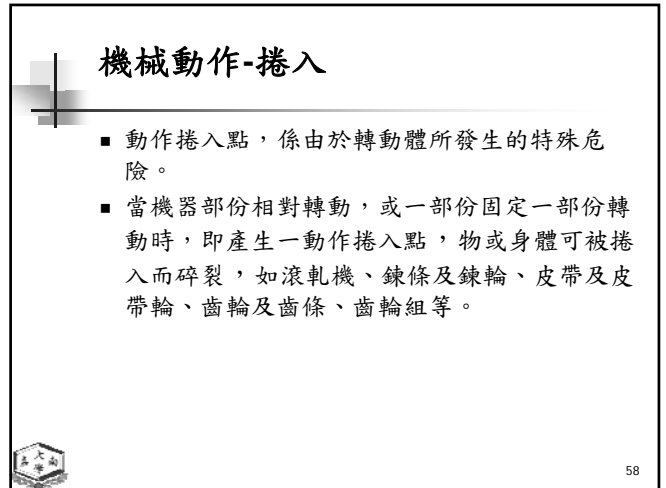 機械動作-捲入
■ 動作捲入點，係由於轉動體所發生的特殊危
險。
■ 當機器部份相對轉動，或一部份固定一部份轉
動時，即產生一動作捲入點，物或身體可被捲
入而碎裂，如滾軋機、鍊條及鍊輪、皮帶及皮
帶輪、齒輪及齒條、齒輪組等。
58